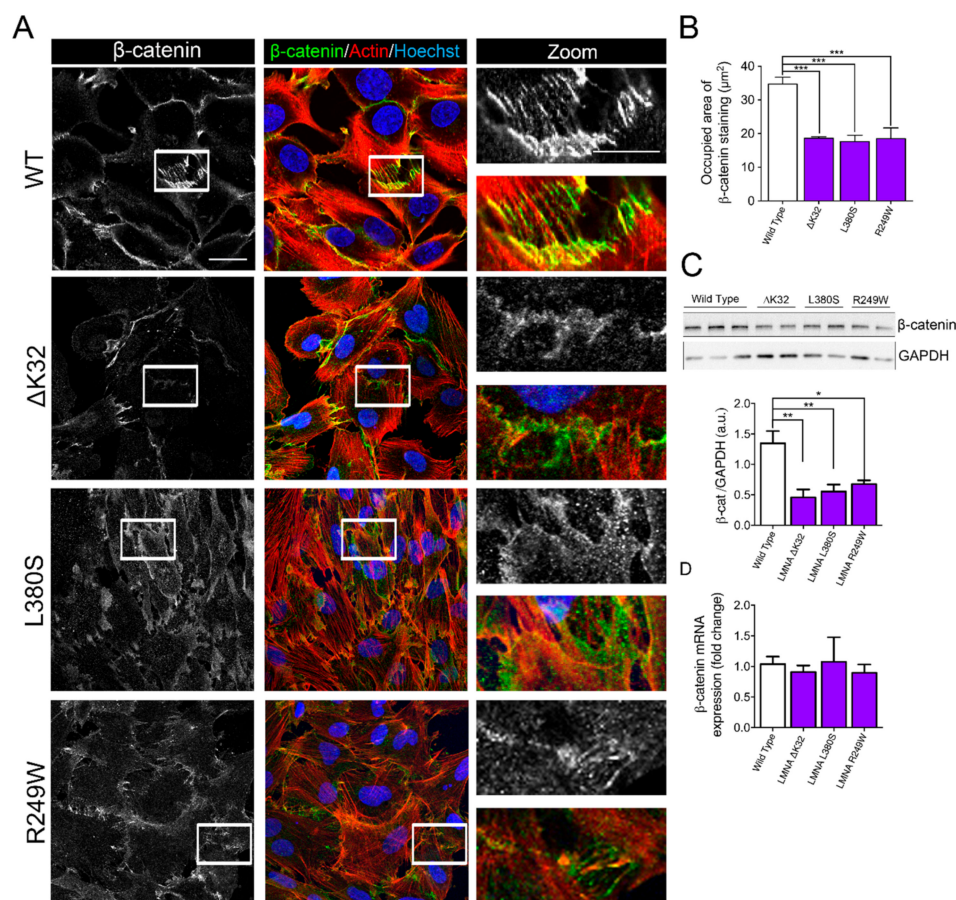 A
β-catenin
β-catenin/Actin/Hoechst
Zoom
WT
ΔK32
L380S
R249W
B
Occupied area of
β-catenin staining (μm²)
40
30
20
10
0
***
***
***
Wild Type
ΔK32
L380S
R249W
C
Wild Type
ΛK32
L380S
R249W
β-catenin
GAPDH
β-cat /GAPDH (a.u.)
2.0
1.5
1.0
0.5
0.0
*
**
**
Wild Type
LMNA ΔK32
LMNA L380S
LMNA R249W
D
β-catenin mRNA
expression (fold change)
2.0
1.5
1.0
0.5
0.0
Wild Type
LMNA ΔK32
LMNA L380S
LMNA R249W